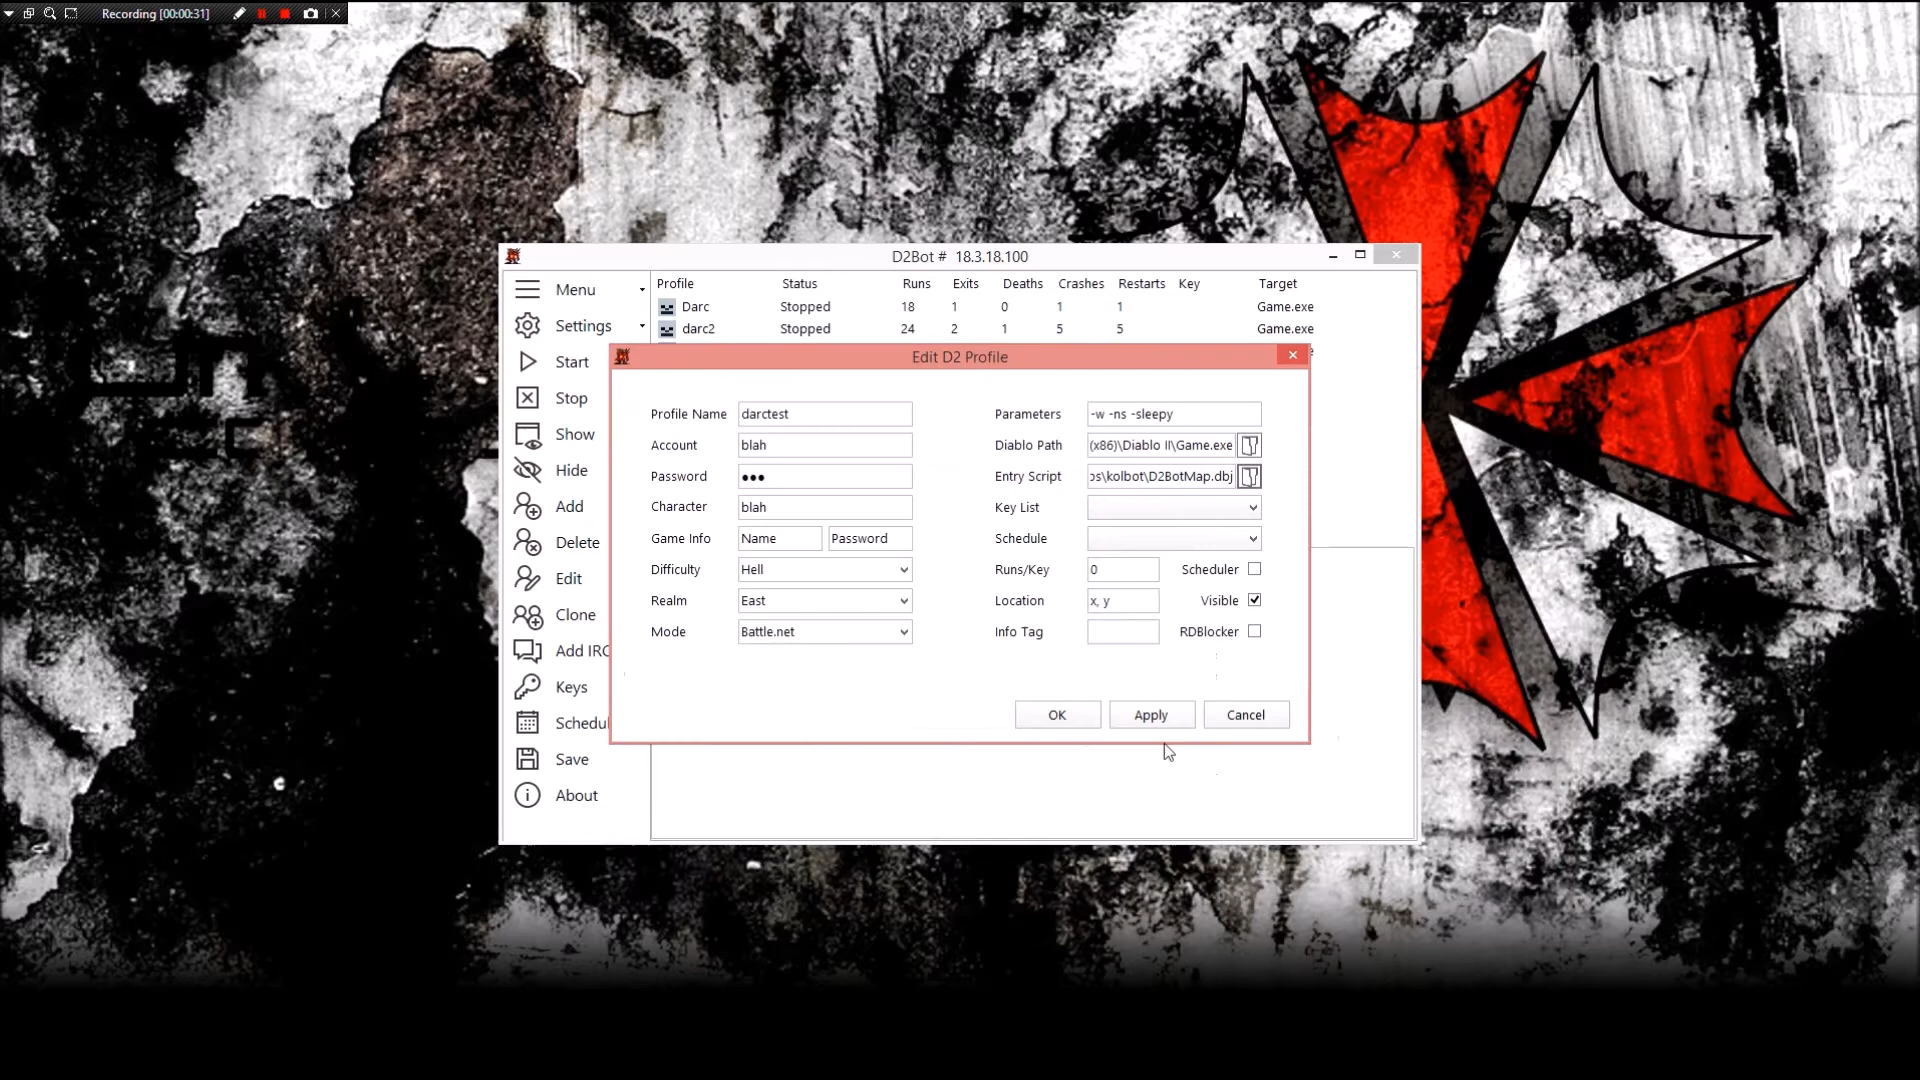 Recording [00:00:31]
D2Bot # 18.3.18.100
Menu
Settings
Start
Stop
Show
Hide
Add
Delete
Edit
Clone
Add IRC
Keys
Schedul
Save
About
Profile Status Runs Exits Deaths Crashes Restarts Key Target
Darc Stopped 18 1 0 1 1 Game.exe
darc2 Stopped 24 2 1 5 5 Game.exe
Edit D2 Profile
Profile Name darctest
Account blah
Password ●●●
Character blah
Game Info Name Password
Difficulty Hell
Realm East
Mode Battle.net
Parameters -w -ns -sleepy
Diablo Path (x86)\Diablo II\Game.exe
Entry Script os\kolbot\D2BotMap.dbj
Key List
Schedule
Runs/Key 0 Scheduler
Location x, y Visible
Info Tag RDBlocker
OK Apply Cancel